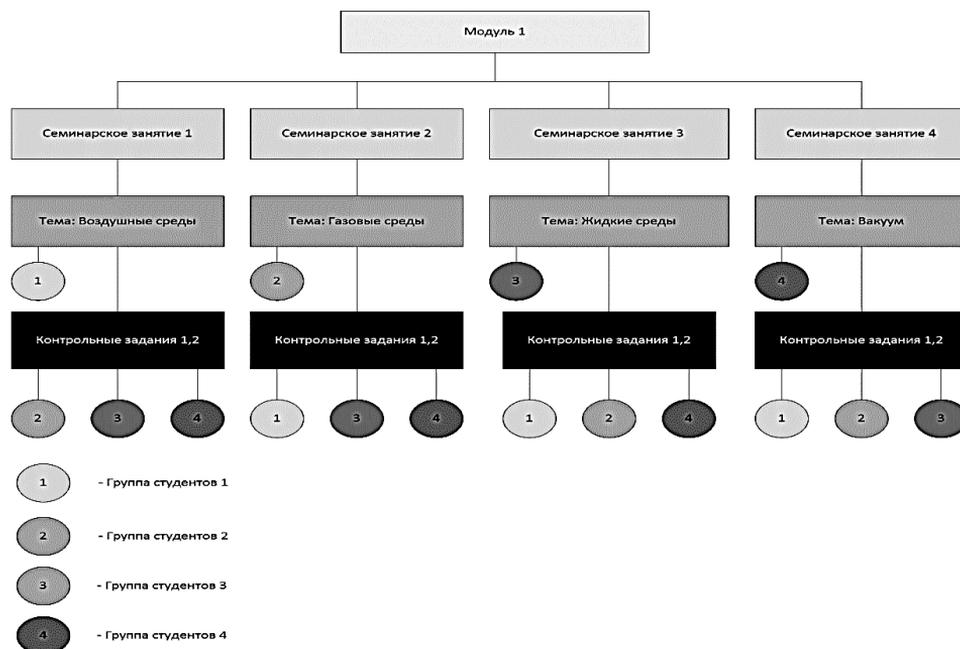 Модуль 1
Семинарское занятие 1
Семинарское занятие 2
Семинарское занятие 3
Семинарское занятие 4
Тема: Воздушные среды
Тема: Газовые среды
Тема: Жидкие среды
Тема: Вакуум
1
2
3
4
Контрольные задания 1,2
Контрольные задания 1,2
Контрольные задания 1,2
Контрольные задания 1,2
2
3
4
1
3
4
1
2
4
1
2
3
1 - Группа студентов 1
2 - Группа студентов 2
3 - Группа студентов 3
4 - Группа студентов 4